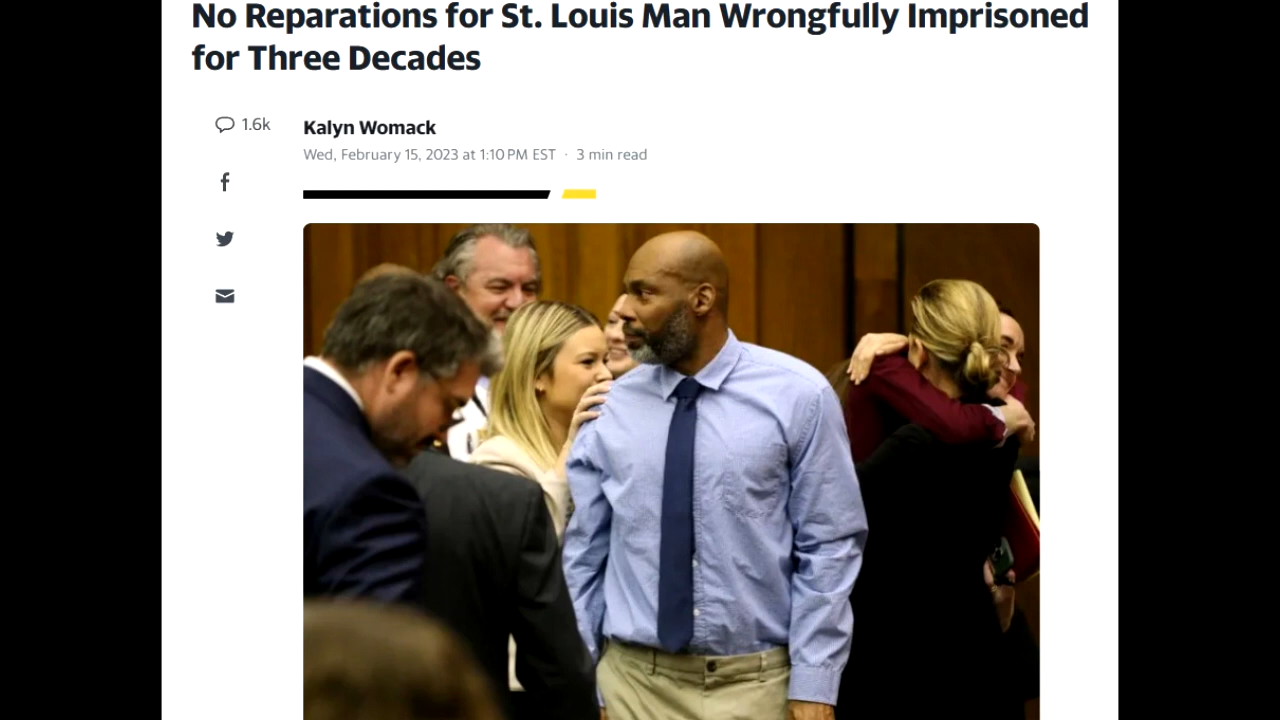 No Reparations for St. Louis Man Wrongfully Imprisoned
for Three Decades
1.6k
Kalyn Womack
Wed, February 15, 2023 at 1:10 PM EST · 3 min read